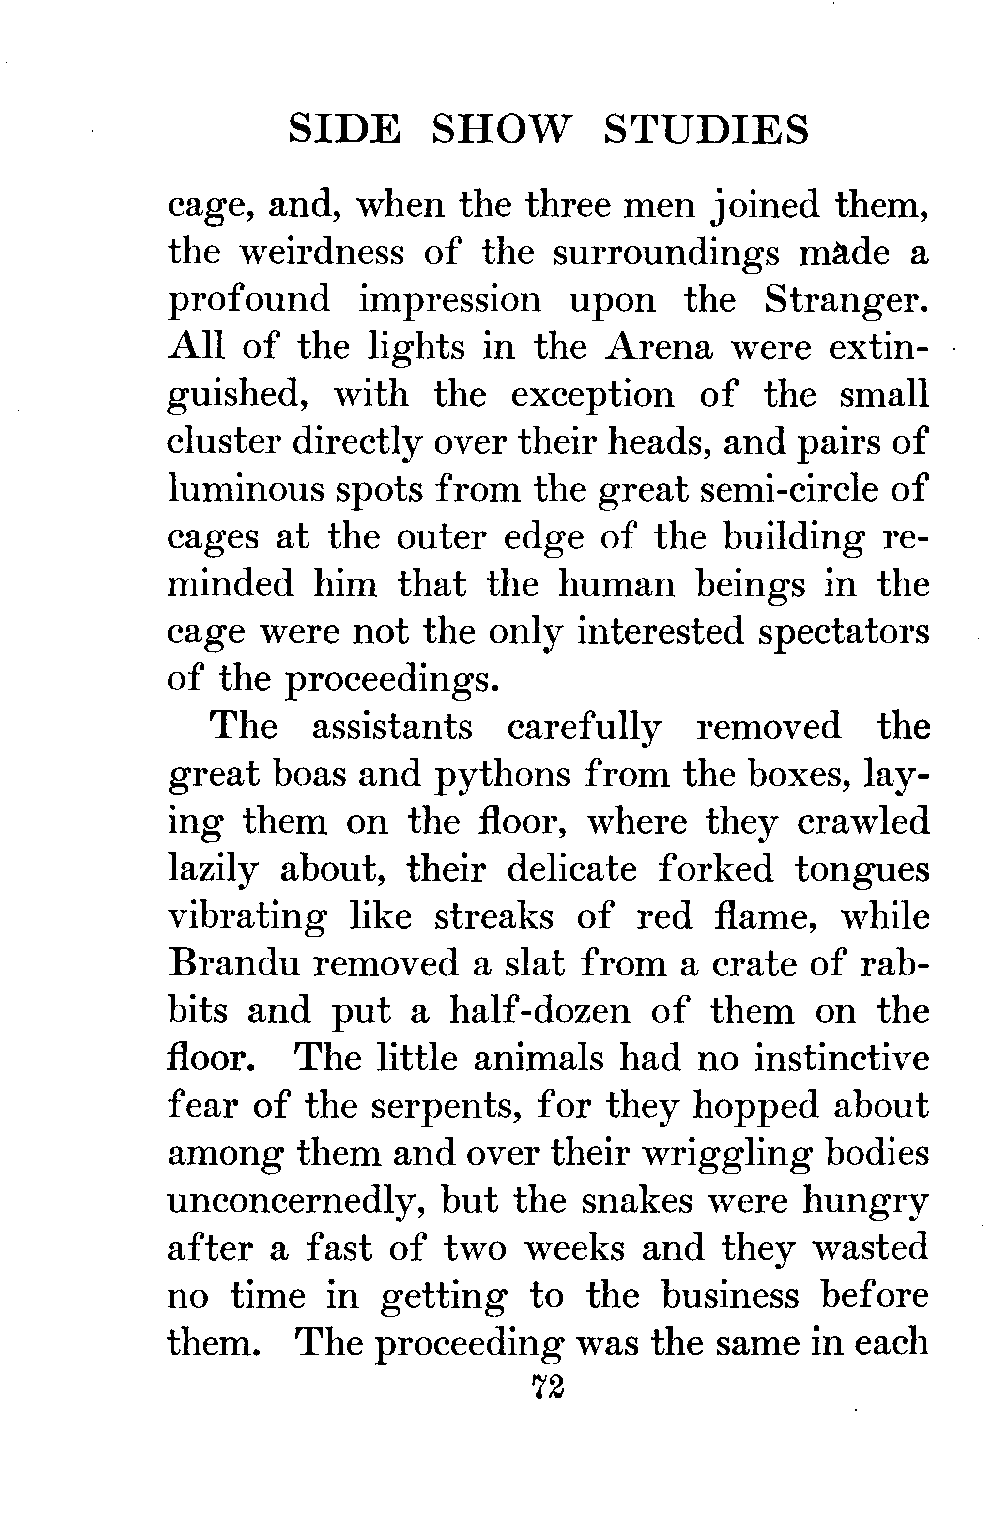 SIDE SHOW STUDIES
cage, and, when the three men joined them,
the weirdness of the surroundings made a
profound impression upon the Stranger.
All of the lights in the Arena were extin-
guished, with the exception of the small
cluster directly over their heads, and pairs of
luminous spots from the great semi-circle of
cages at the outer edge of the building re-
minded him that the human beings in the
cage were not the only interested spectators
of the proceedings.
The assistants carefully removed the
great boas and pythons from the boxes, lay-
ing them on the floor, where they crawled
lazily about, their delicate forked tongues
vibrating like streaks of red flame, while
Brandu removed a slat from a crate of rab-
bits and put a half-dozen of them on the
floor. The little animals had no instinctive
fear of the serpents, for they hopped about
among them and over their wriggling bodies
unconcernedly, but the snakes were hungry
after a fast of two weeks and they wasted
no time in getting to the business before
them. The proceeding was the same in each
72